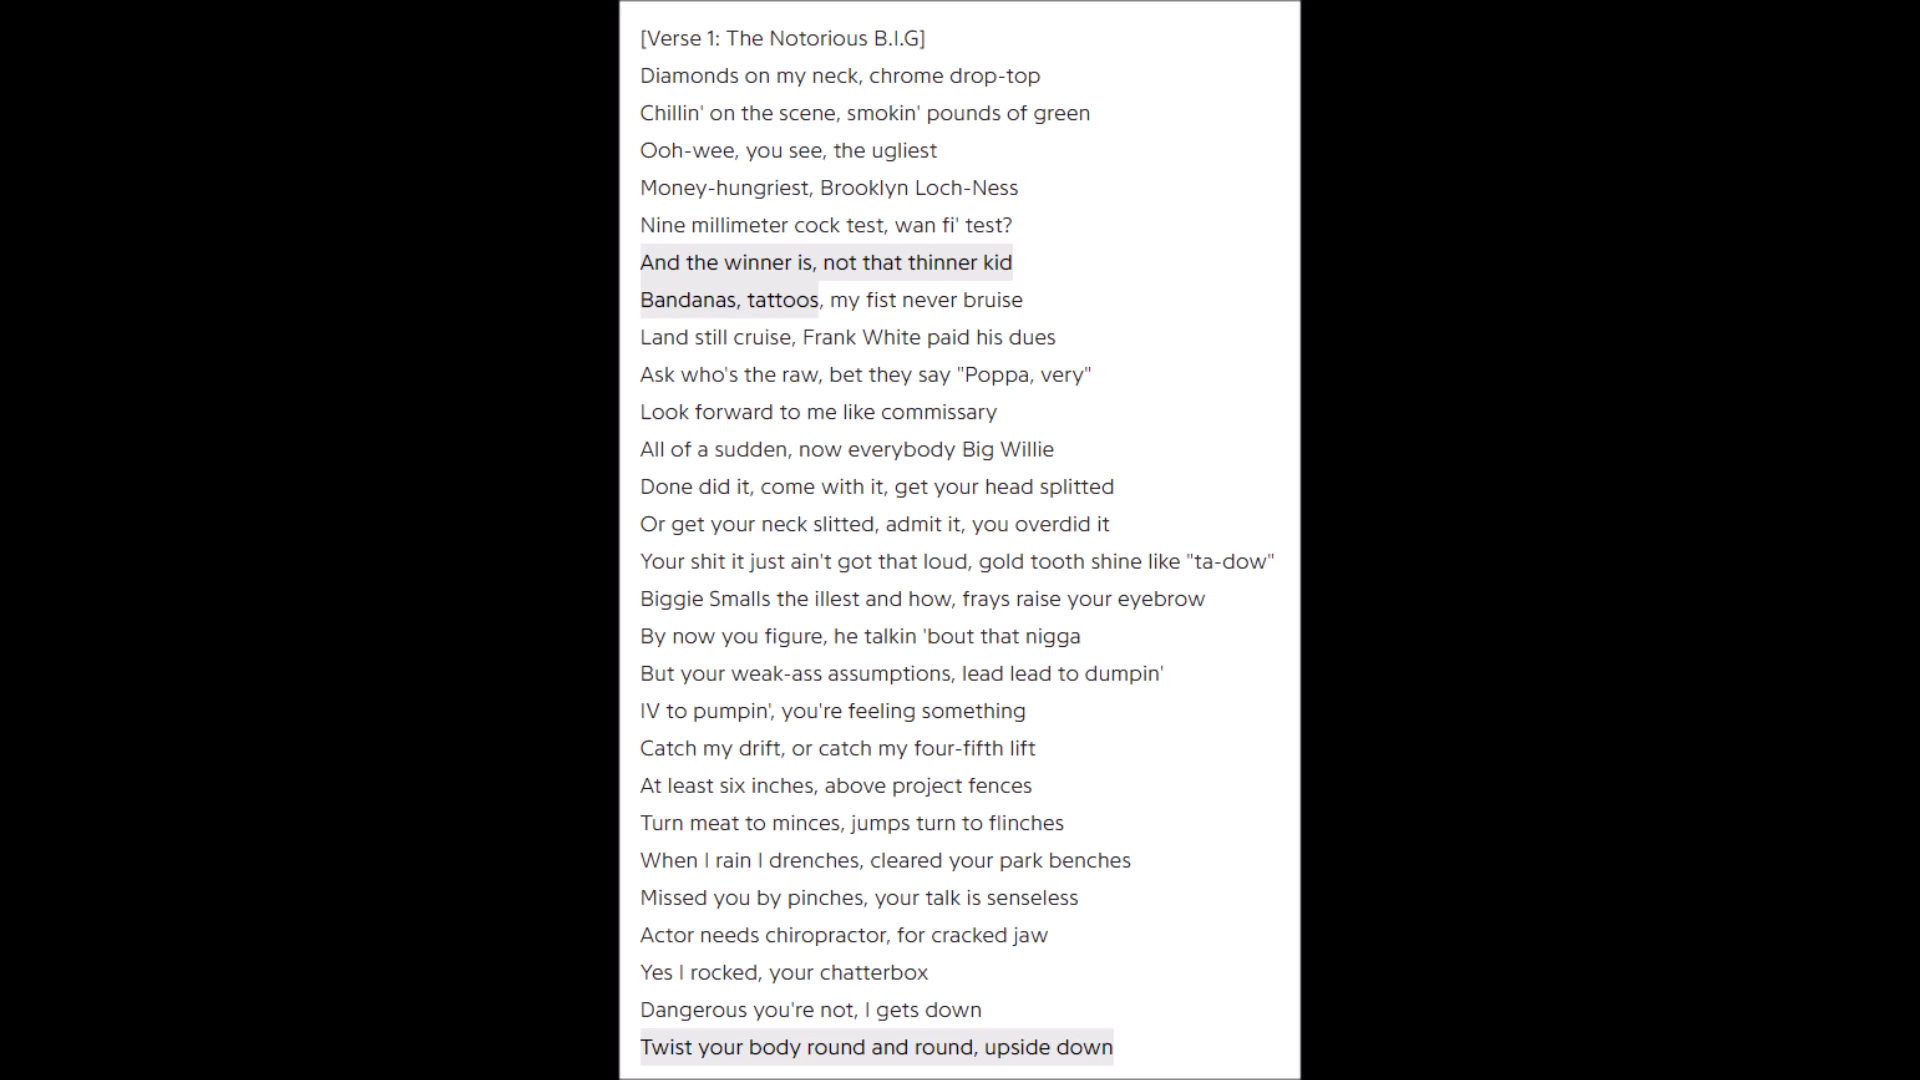 [Verse 1: The Notorious B.I.G]
Diamonds on my neck, chrome drop-top
Chillin' on the scene, smokin' pounds of green
Ooh-wee, you see, the ugliest
Money-hungriest, Brooklyn Loch-Ness
Nine millimeter cock test, wan fi' test?
And the winner is, not that thinner kid
Bandanas, tattoos, my fist never bruise
Land still cruise, Frank White paid his dues
Ask who's the raw, bet they say "Poppa, very"
Look forward to me like commissary
All of a sudden, now everybody Big Willie
Done did it, come with it, get your head splitted
Or get your neck slitted, admit it, you overdid it
Your shit it just ain't got that loud, gold tooth shine like "ta-dow"
Biggie Smalls the illest and how, frays raise your eyebrow
By now you figure, he talkin 'bout that nigga
But your weak-ass assumptions, lead lead to dumpin'
IV to pumpin', you're feeling something
Catch my drift, or catch my four-fifth lift
At least six inches, above project fences
Turn meat to minces, jumps turn to flinches
When I rain I drenches, cleared your park benches
Missed you by pinches, your talk is senseless
Actor needs chiropractor, for cracked jaw
Yes I rocked, your chatterbox
Dangerous you're not, I gets down
Twist your body round and round, upside down